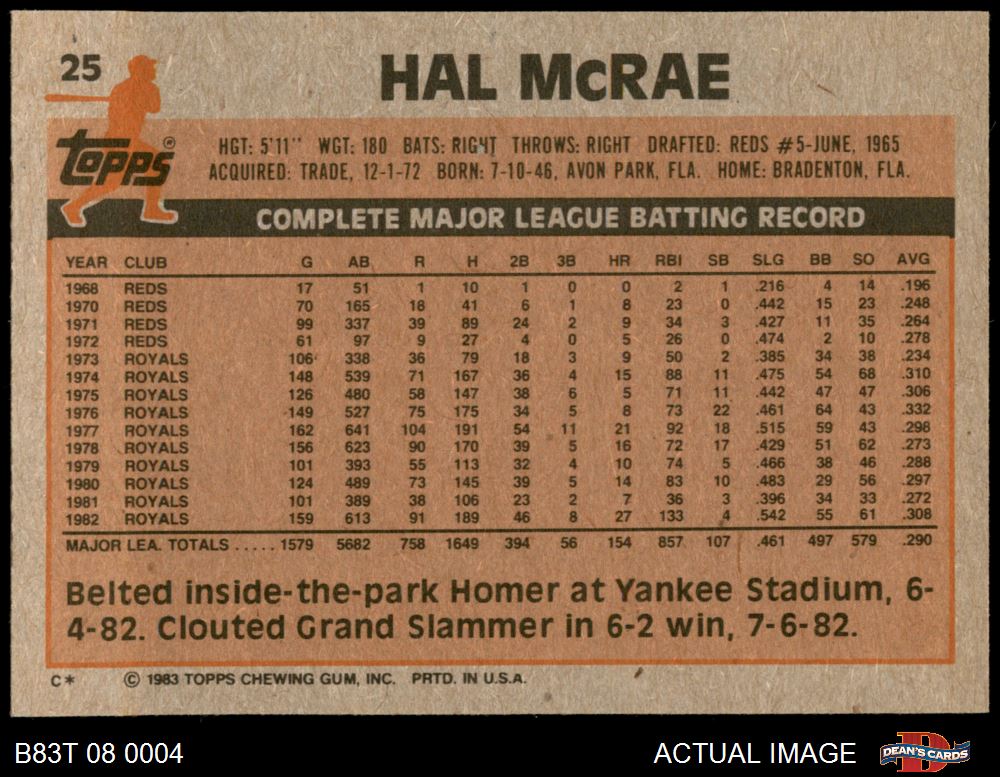 25
HAL McRAE
topps®
HGT: 5'11'' WGT: 180 BATS: RIGHT THROWS: RIGHT DRAFTED: REDS #5-JUNE, 1965
ACQUIRED: TRADE, 12-1-72 BORN: 7-10-46, AVON PARK, FLA. HOME: BRADENTON, FLA.
COMPLETE MAJOR LEAGUE BATTING RECORD
YEAR CLUB G AB R H 2B 3B HR RBI SB SLG BB SO AVG
1968 REDS 17 51 1 10 1 0 0 2 1 .216 4 14 .196
1970 REDS 70 165 18 41 6 1 8 23 0 .442 15 23 .248
1971 REDS 99 337 39 89 24 2 9 34 3 .427 11 35 .264
1972 REDS 61 97 9 27 4 0 5 26 0 .474 2 10 .278
1973 ROYALS 106 338 36 79 18 3 9 50 2 .385 34 38 .234
1974 ROYALS 148 539 71 167 36 4 15 88 11 .475 54 68 .310
1975 ROYALS 126 480 58 147 38 6 5 71 11 .442 47 47 .306
1976 ROYALS 149 527 75 175 34 5 8 73 22 .461 64 43 .332
1977 ROYALS 162 641 104 191 54 11 21 92 18 .515 59 43 .298
1978 ROYALS 156 623 90 170 39 5 16 72 17 .429 51 62 .273
1979 ROYALS 101 393 55 113 32 4 10 74 5 .466 38 46 .288
1980 ROYALS 124 489 73 145 39 5 14 83 10 .483 29 56 .297
1981 ROYALS 101 389 38 106 23 2 7 36 3 .396 34 33 .272
1982 ROYALS 159 613 91 189 46 8 27 133 4 .542 55 61 .308
MAJOR LEA. TOTALS ..... 1579 5682 758 1649 394 56 154 857 107 .461 497 579 .290
Belted inside-the-park Homer at Yankee Stadium, 6-
4-82. Clouted Grand Slammer in 6-2 win, 7-6-82.
C* © 1983 TOPPS CHEWING GUM, INC. PRTD. IN U.S.A.
B83T 08 0004 ACTUAL IMAGE DEAN'S CARDS